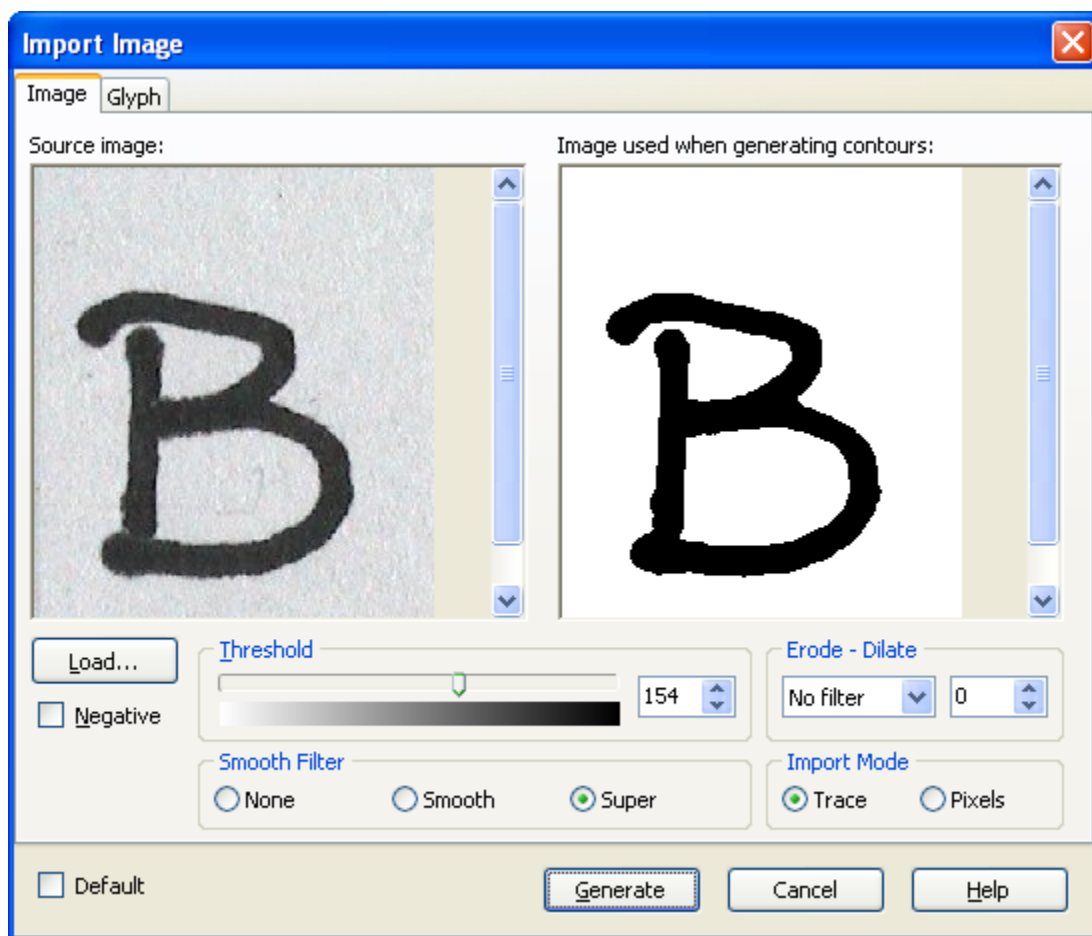 Import Image
Image Glyph
Source image: Image used when generating contours:
B B
Load... Threshold 154 Erode - Dilate No filter 0
Negative
Smooth Filter Import Mode
None Smooth Super Trace Pixels
Default Generate Cancel Help